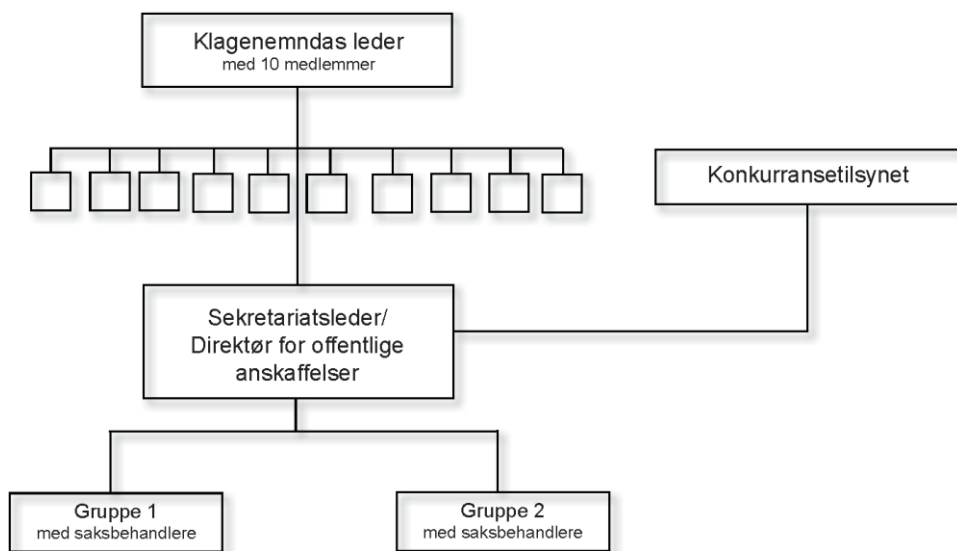 Klagenemndas leder
med 10 medlemmer
Konkurransetilsynet
Sekretariatsleder/
Direktør for offentlige
anskaffelser
Gruppe 1
med saksbehandlere
Gruppe 2
med saksbehandlere